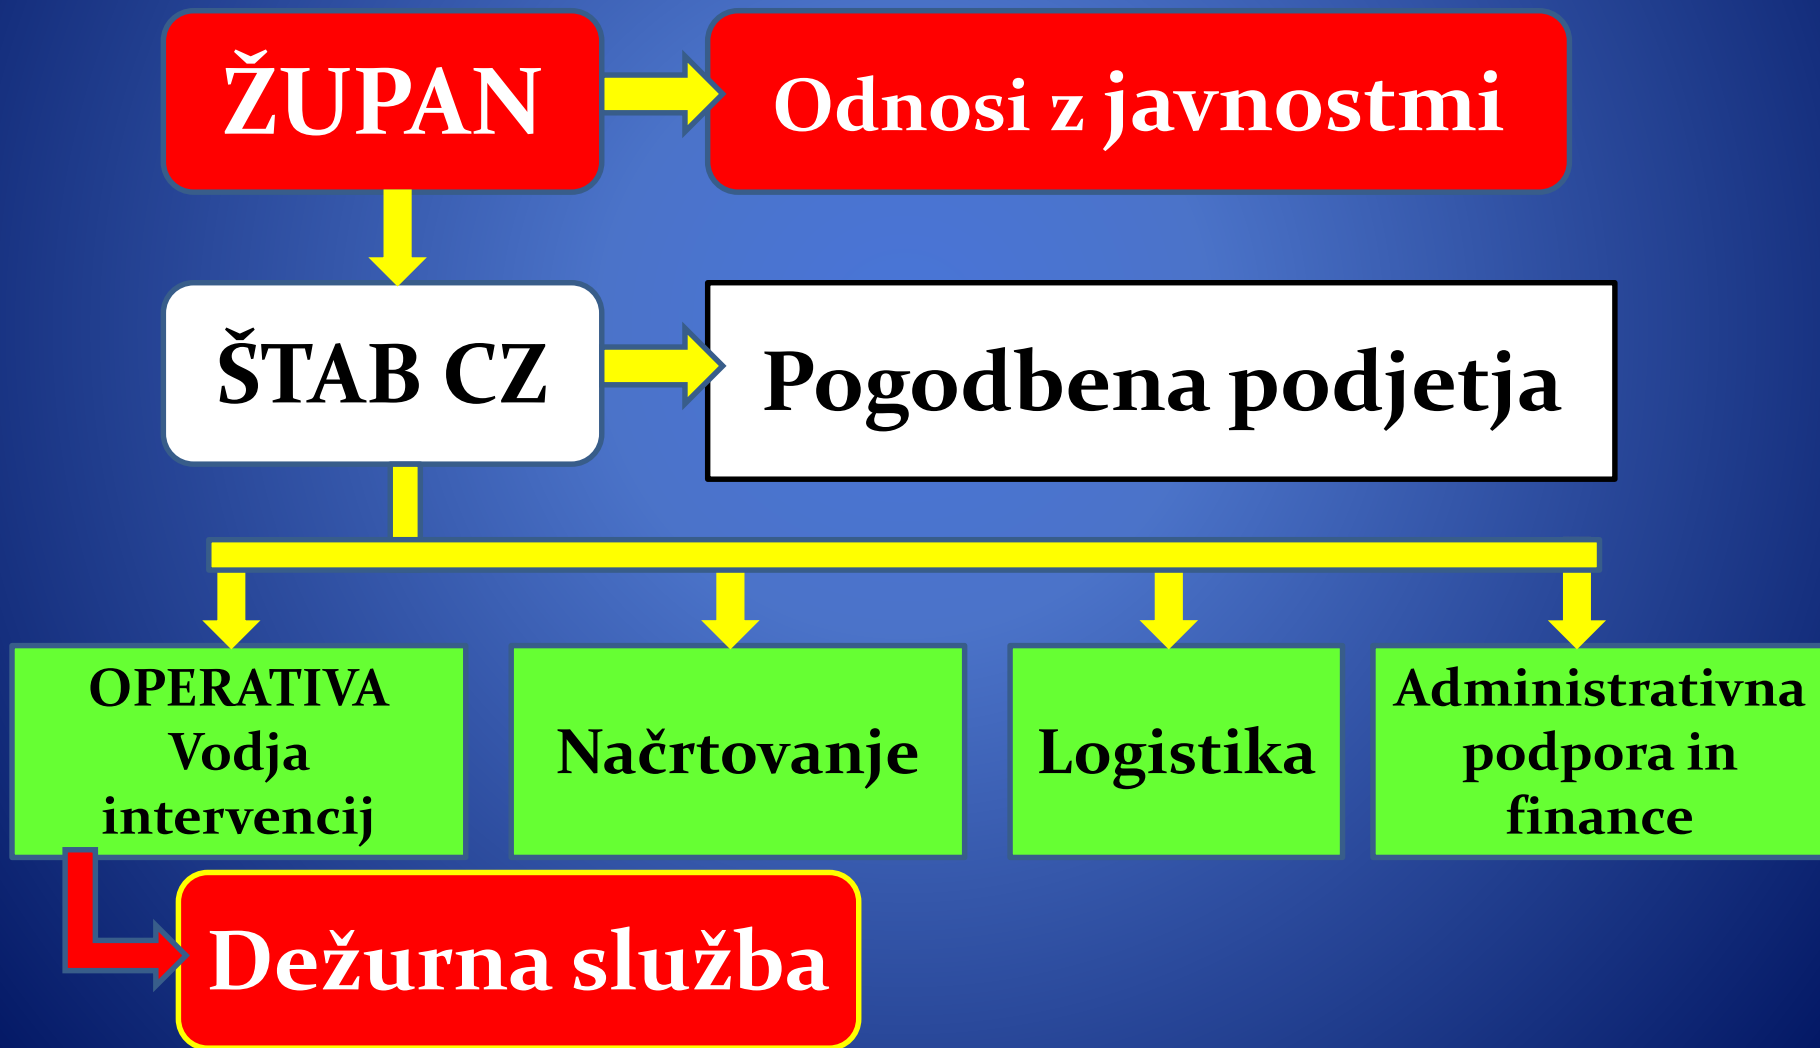 ŽUPAN
Odnosi z javnostmi
ŠTAB CZ
Pogodbena podjetja
OPERATIVA
Vodja
intervencij
Načrtovanje
Logistika
Administrativna
podpora in
finance
Dežurna služba